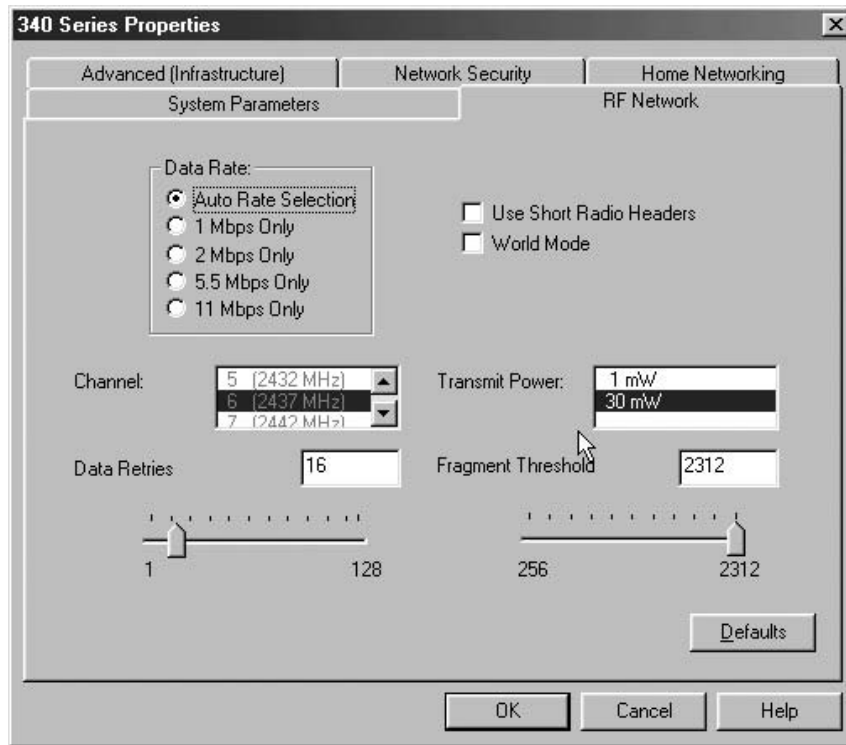 340 Series Properties
Advanced (Infrastructure) Network Security Home Networking
System Parameters RF Network
Data Rate:
Auto Rate Selection
1 Mbps Only
2 Mbps Only
5.5 Mbps Only
11 Mbps Only
Use Short Radio Headers
World Mode
Channel:
5 (2432 MHz)
6 (2437 MHz)
7 (2442 MHz)
Transmit Power:
1 mW
30 mW
Data Retries 16
1 128
Fragment Threshold 2312
256 2312
Defaults
OK Cancel Help